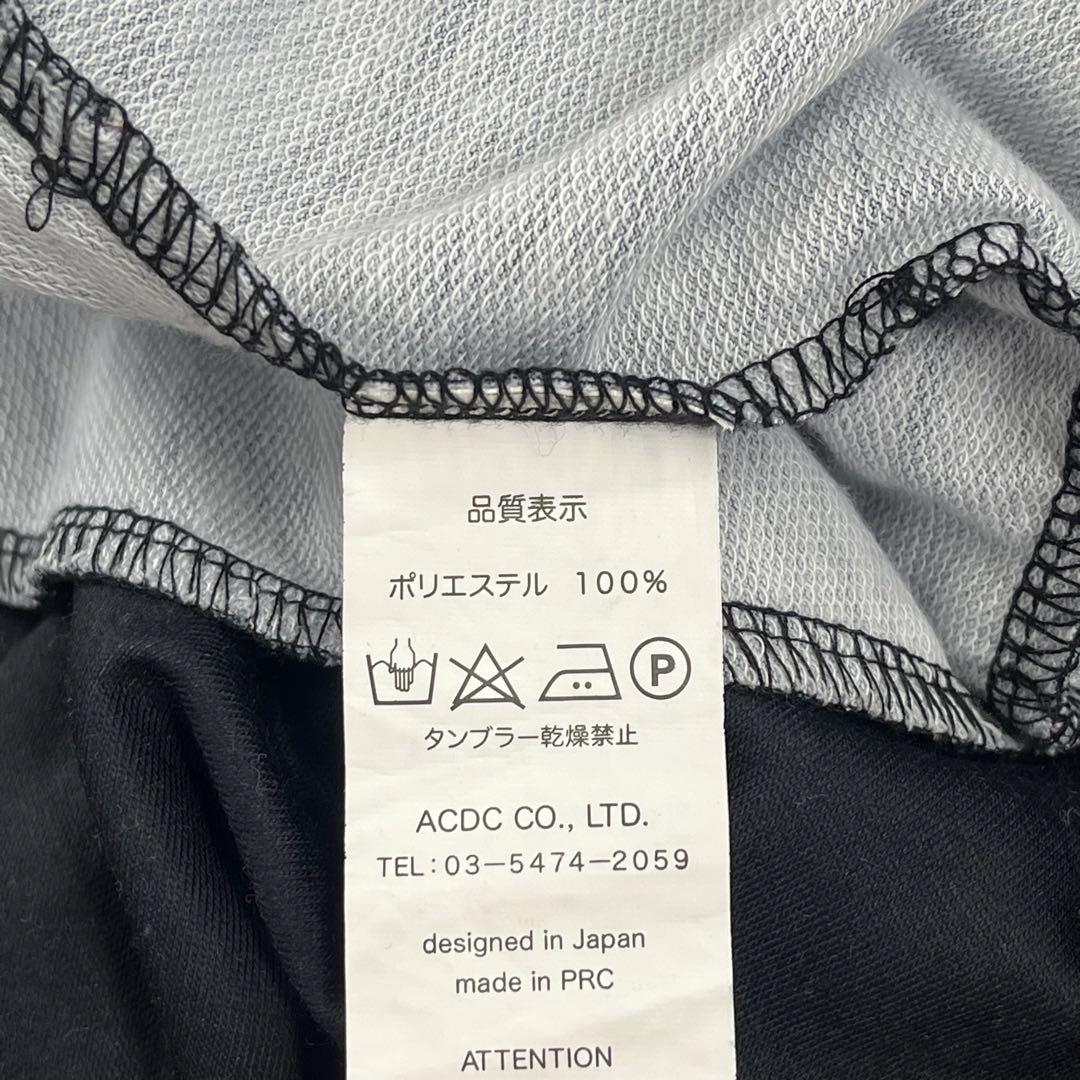 品質表示
ポリエステル 100%
P
タンブラー乾燥禁止
ACDC CO., LTD.
TEL:03-5474-2059
designed in Japan
made in PRC
ATTENTION